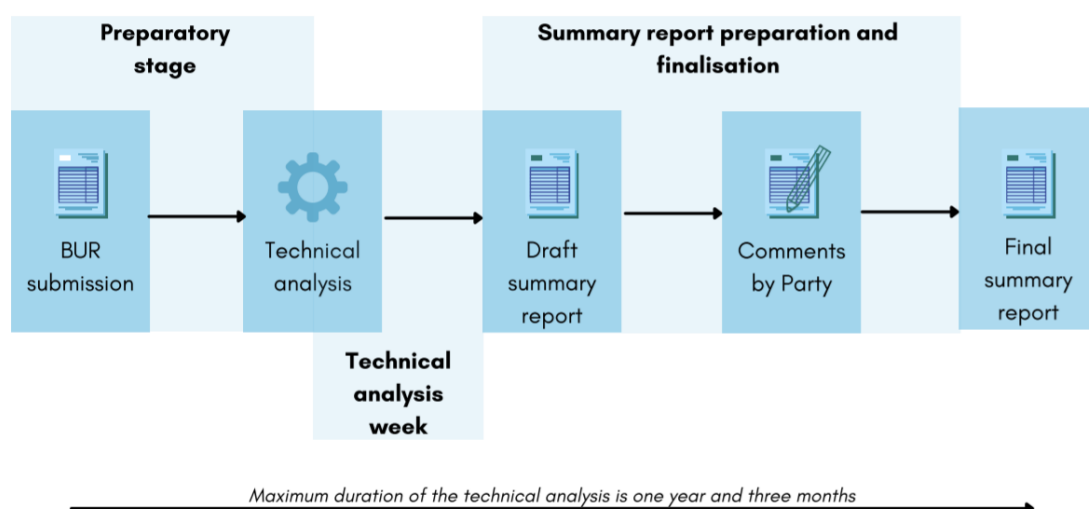 Preparatory
stage
Summary report preparation and
finalisation
BUR
submission
Technical
analysis
Draft
summary
report
Comments
by Party
Final
summary
report
Technical
analysis
week
Maximum duration of the technical analysis is one year and three months